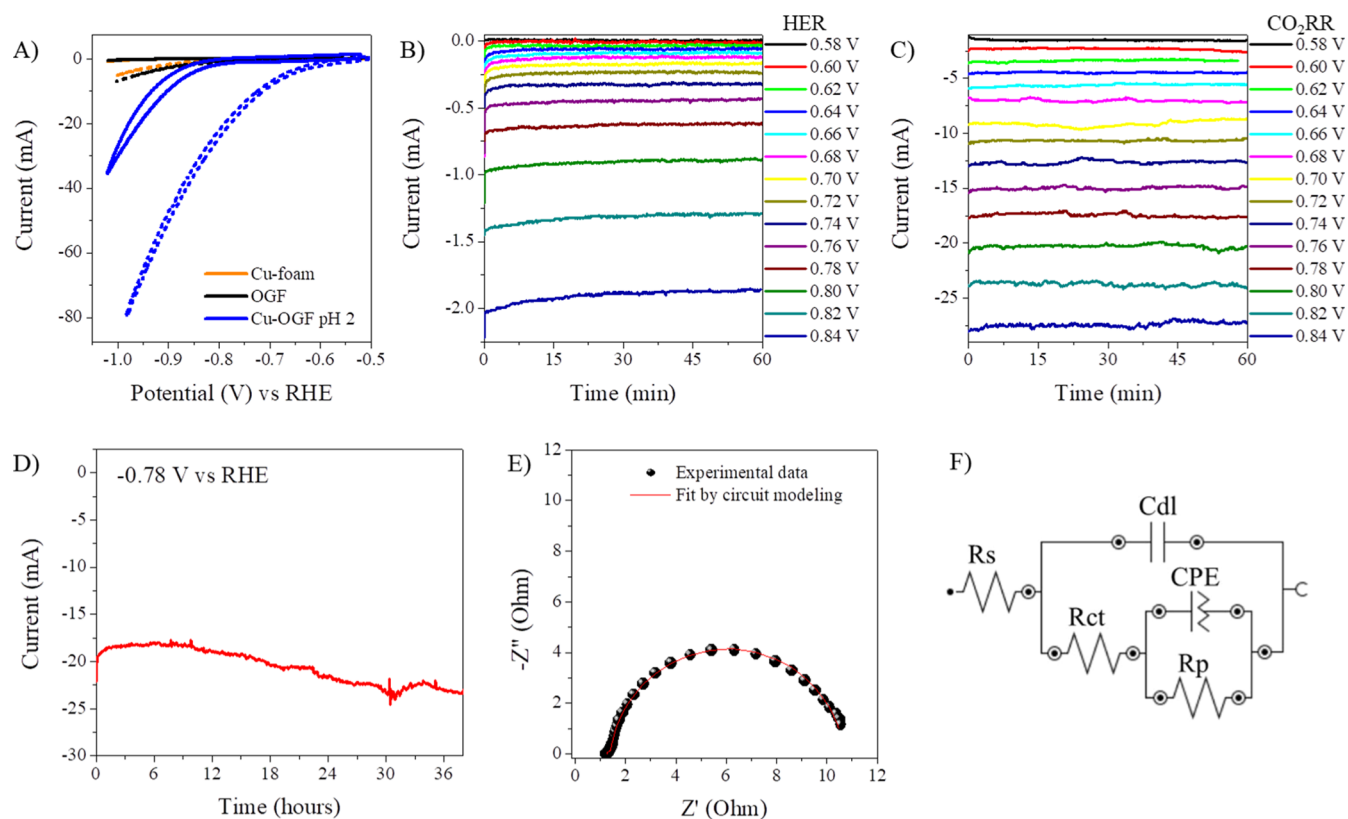 A)
0
-20
-40
-60
-80
Current (mA)
-1.0
-0.9
-0.8
-0.7
-0.6
-0.5
Potential (V) vs RHE
Cu-foam
OGF
Cu-OGF pH 2
B)
0.0
-0.5
-1.0
-1.5
-2.0
Current (mA)
0
15
30
45
60
Time (min)
HER
0.58 V
0.60 V
0.62 V
0.64 V
0.66 V
0.68 V
0.70 V
0.72 V
0.74 V
0.76 V
0.78 V
0.80 V
0.82 V
0.84 V
C)
-5
-10
-15
-20
-25
Current (mA)
0
15
30
45
60
Time (min)
CO₂RR
0.58 V
0.60 V
0.62 V
0.64 V
0.66 V
0.68 V
0.70 V
0.72 V
0.74 V
0.76 V
0.78 V
0.80 V
0.82 V
0.84 V
D)
-0.78 V vs RHE
0
-5
-10
-15
-20
-25
-30
Current (mA)
0
6
12
18
24
30
36
Time (hours)
E)
Experimental data
Fit by circuit modeling
12
10
8
6
4
2
0
-Z" (Ohm)
0
2
4
6
8
10
12
Z' (Ohm)
F)
Cdl
Rs
CPE
Rct
Rp